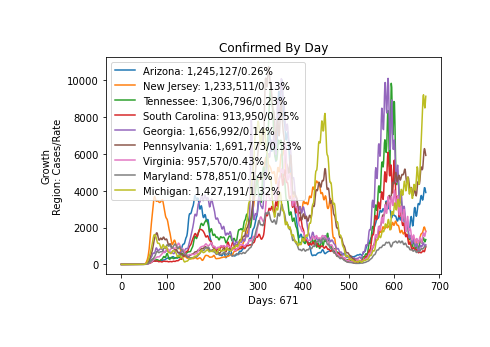 Confirmed By Day
Growth
Region: Cases/Rate
10000
8000
6000
4000
2000
0
Arizona: 1,245,127/0.26%
New Jersey: 1,233,511/0.13%
Tennessee: 1,306,796/0.23%
South Carolina: 913,950/0.25%
Georgia: 1,656,992/0.14%
Pennsylvania: 1,691,773/0.33%
Virginia: 957,570/0.43%
Maryland: 578,851/0.14%
Michigan: 1,427,191/1.32%
0 100 200 300 400 500 600 700
Days: 671